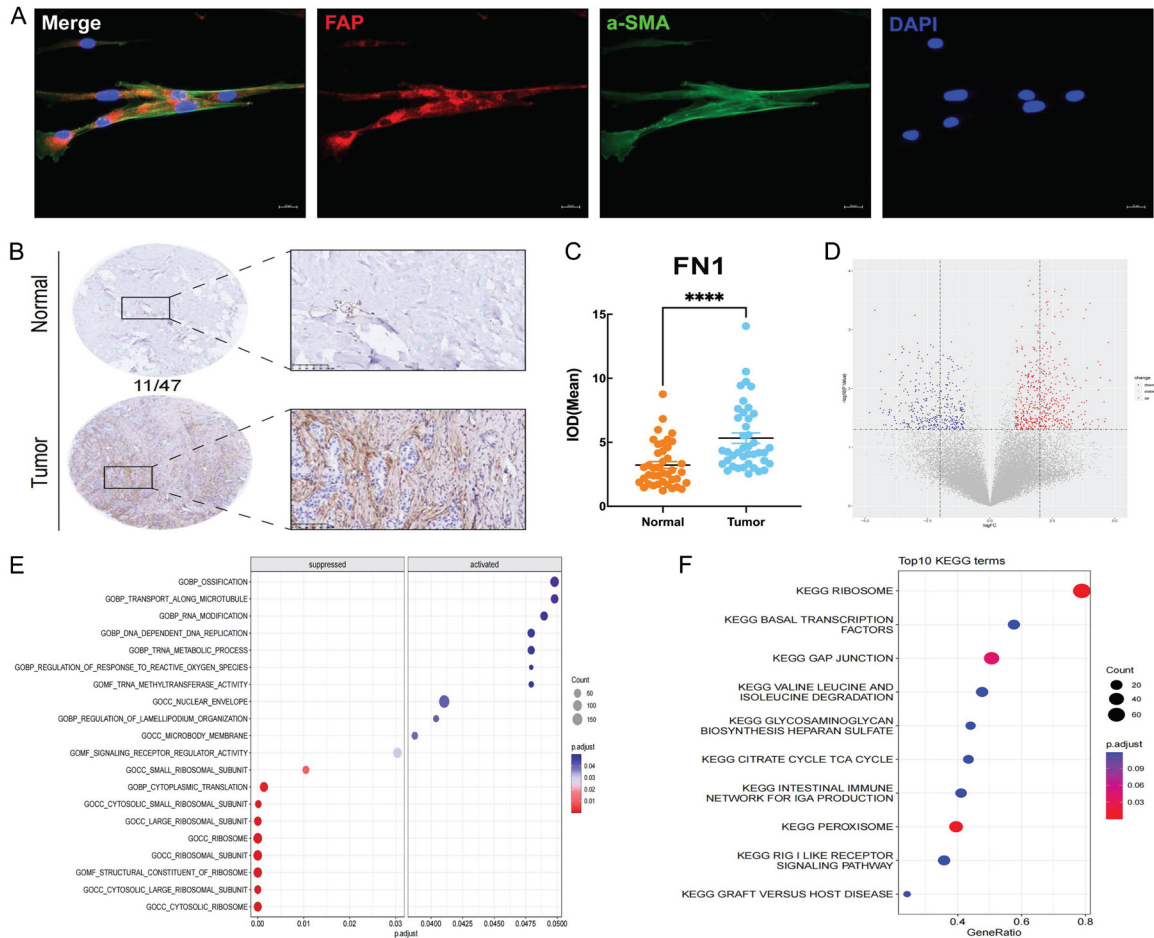 A
Merge
FAP
a-SMA
DAPI
B
Normal
11/47
Tumor
C
FN1
****
15
10
5
0
IOD(Mean)
Normal
Tumor
D
change
down
up
logFC
E
suppressed
activated
GOBP_OSSIFICATION
GOBP_TRANSPORT_ALONG_MICROTUBULE
GOBP_RNA_MODIFICATION
GOBP_DNA_DEPENDENT_DNA_REPLICATION
GOBP_TRNA_METABOLIC_PROCESS
GOBP_REGULATION_OF_RESPONSE_TO_REACTIVE_OXYGEN_SPECIES
GOMF_TRNA_METHYLTRANSFERASE_ACTIVITY
GOCC_NUCLEAR_ENVELOPE
GOBP_REGULATION_OF_LAMELLIPODIUM_ORGANIZATION
GOCC_MICROBODY_MEMBRANE
GOMF_SIGNALING_RECEPTOR_REGULATOR_ACTIVITY
GOCC_SMALL_RIBOSOMAL_SUBUNIT
GOBP_CYTOPLASMIC_TRANSLATION
GOCC_CYTOSOLIC_SMALL_RIBOSOMAL_SUBUNIT
GOCC_LARGE_RIBOSOMAL_SUBUNIT
GOCC_RIBOSOME
GOCC_RIBOSOMAL_SUBUNIT
GOMF_STRUCTURAL_CONSTITUENT_OF_RIBOSOME
GOCC_CYTOSOLIC_LARGE_RIBOSOMAL_SUBUNIT
GOCC_CYTOSOLIC_RIBOSOME
0.00 0.01 0.02 0.03 0.0400 0.0425 0.0450 0.0475 0.0500
p.adjust
Count
50
100
150
p.adjust
0.04
0.03
0.02
0.01
F
Top10 KEGG terms
KEGG RIBOSOME
KEGG BASAL TRANSCRIPTION
FACTORS
KEGG GAP JUNCTION
KEGG VALINE LEUCINE AND
ISOLEUCINE DEGRADATION
KEGG GLYCOSAMINOGLYCAN
BIOSYNTHESIS HEPARAN SULFATE
KEGG CITRATE CYCLE TCA CYCLE
KEGG INTESTINAL IMMUNE
NETWORK FOR IGA PRODUCTION
KEGG PEROXISOME
KEGG RIG I LIKE RECEPTOR
SIGNALING PATHWAY
KEGG GRAFT VERSUS HOST DISEASE
0.4 0.6 0.8
GeneRatio
Count
20
40
60
p.adjust
0.09
0.06
0.03